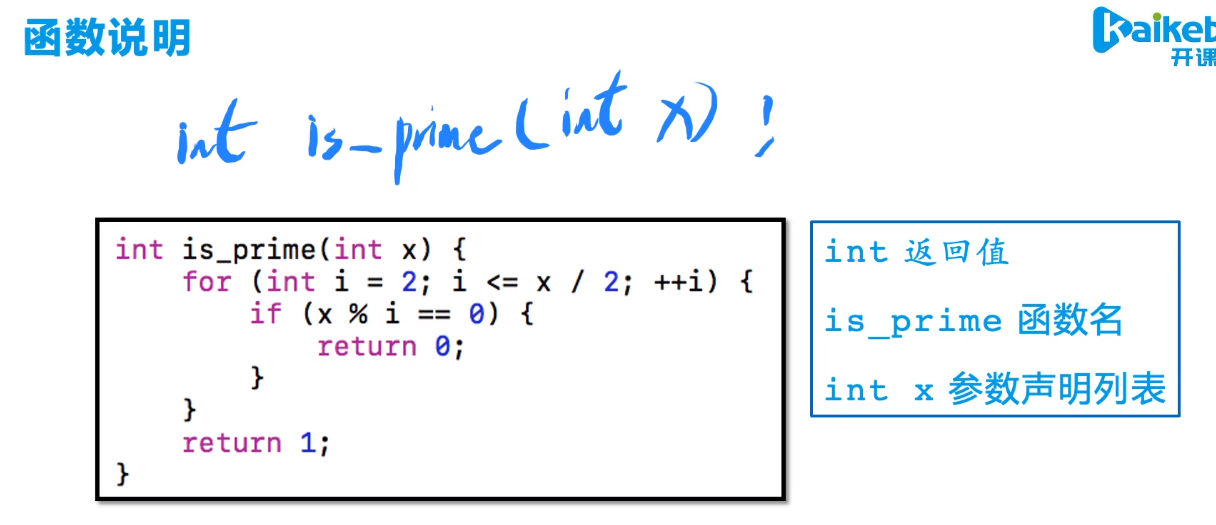 函数说明
Kaikeb
开课
int is_prime(int x);
int is_prime(int x) {
    for (int i = 2; i <= x / 2; ++i) {
        if (x % i == 0) {
            return 0;
        }
    }
    return 1;
}
int 返回值
is_prime 函数名
int x 参数声明列表